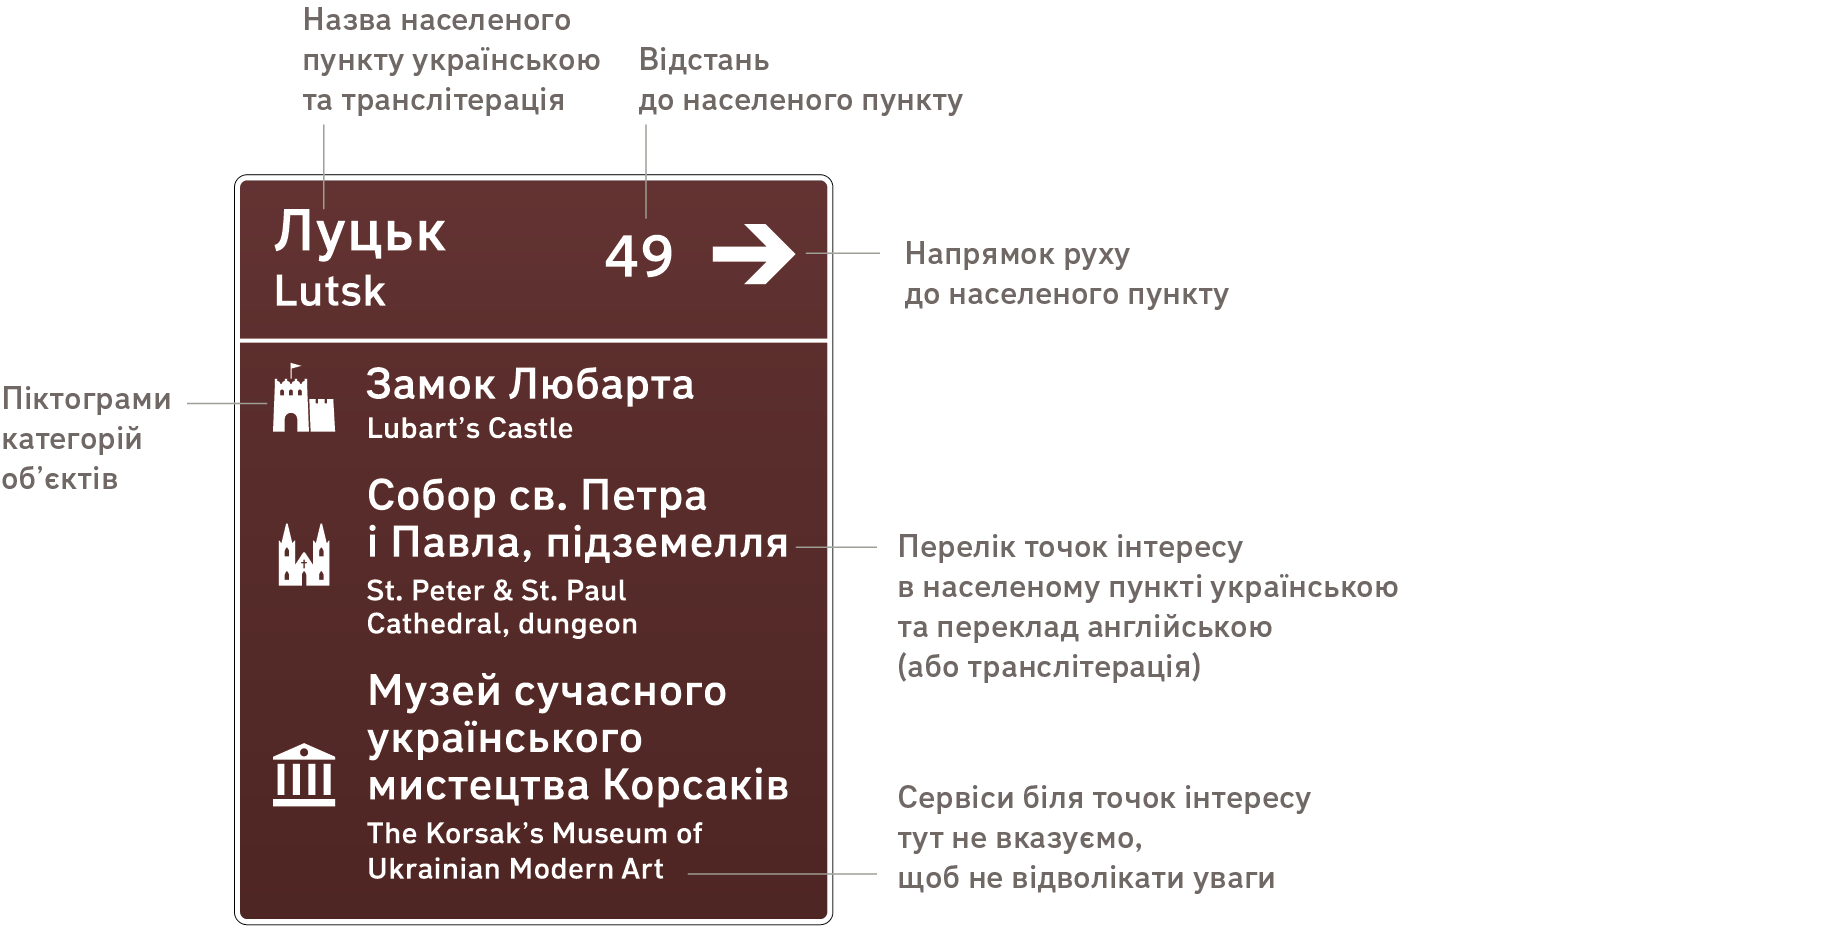 Назва населеного
пункту українською
та транслітерація
Відстань
до населеного пункту
Луцьк
Lutsk
49
Напрямок руху
до населеного пункту
Піктограми
категорій
об’єктів
Замок Любарта
Lubart’s Castle
Собор св. Петра
і Павла, підземелля
St. Peter & St. Paul
Cathedral, dungeon
Перелік точок інтересу
в населеному пункті українською
та переклад англійською
(або транслітерація)
Музей сучасного
українського
мистецтва Корсаків
The Korsak’s Museum of
Ukrainian Modern Art
Сервіси біля точок інтересу
тут не вказуємо,
щоб не відволікати уваги